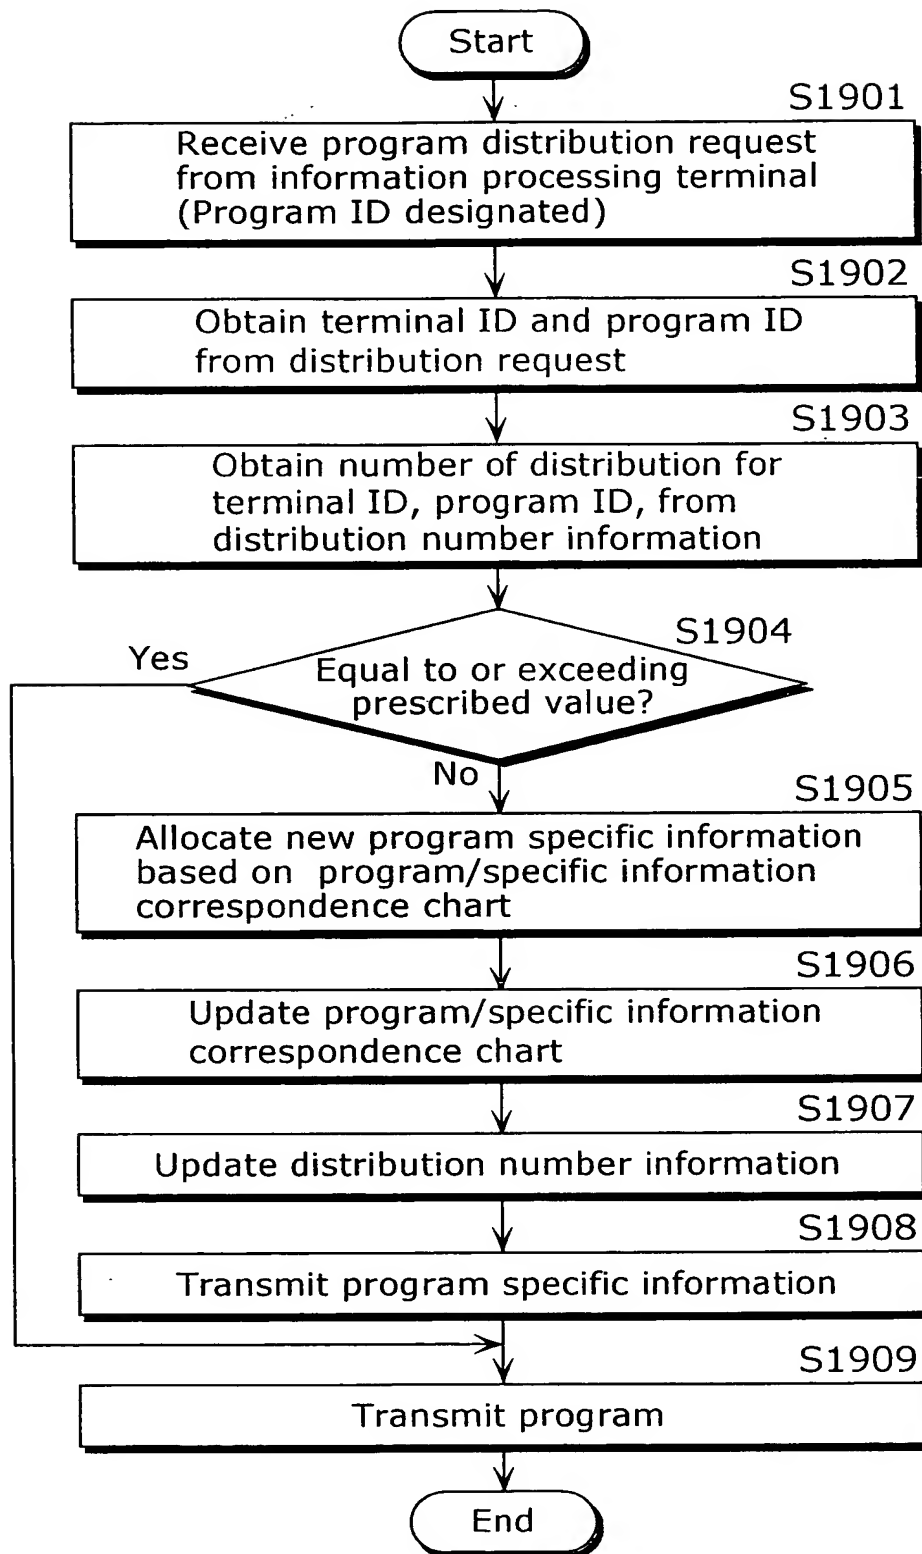 Start
S1901
Receive program distribution request
from information processing terminal
(Program ID designated)
S1902
Obtain terminal ID and program ID
from distribution request
S1903
Obtain number of distribution for
terminal ID, program ID, from
distribution number information
S1904
Yes
Equal to or exceeding
prescribed value?
No
S1905
Allocate new program specific information
based on program/specific information
correspondence chart
S1906
Update program/specific information
correspondence chart
S1907
Update distribution number information
S1908
Transmit program specific information
S1909
Transmit program
End